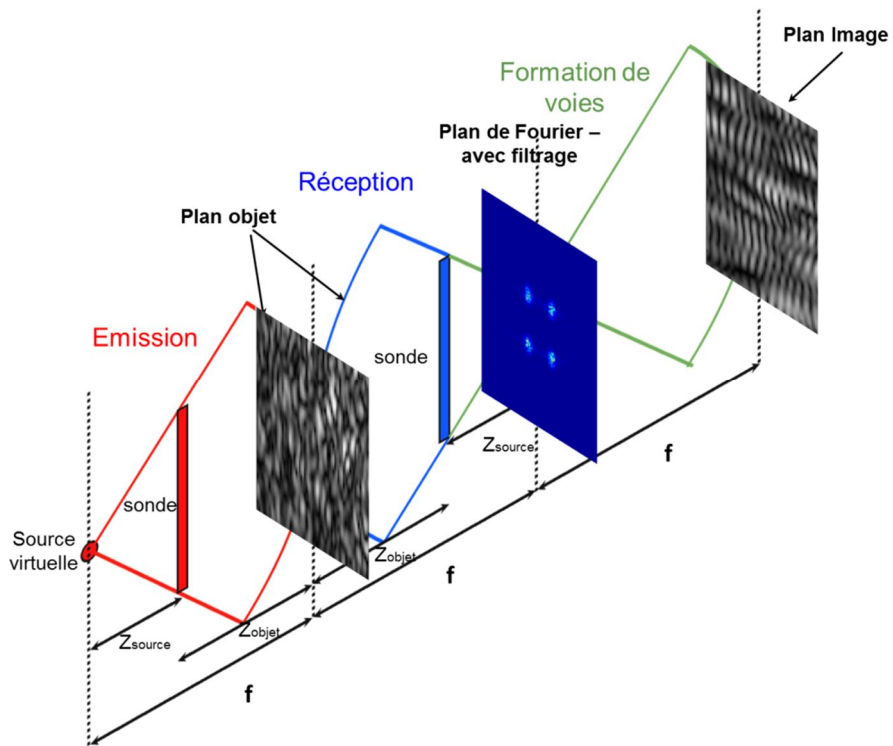 Plan Image
Formation de
voies
Plan de Fourier –
avec filtrage
Réception
Plan objet
Emission
sonde
sonde
Source
virtuelle
Zsource
f
Zobjet
f
Zobjet
Zsource
f